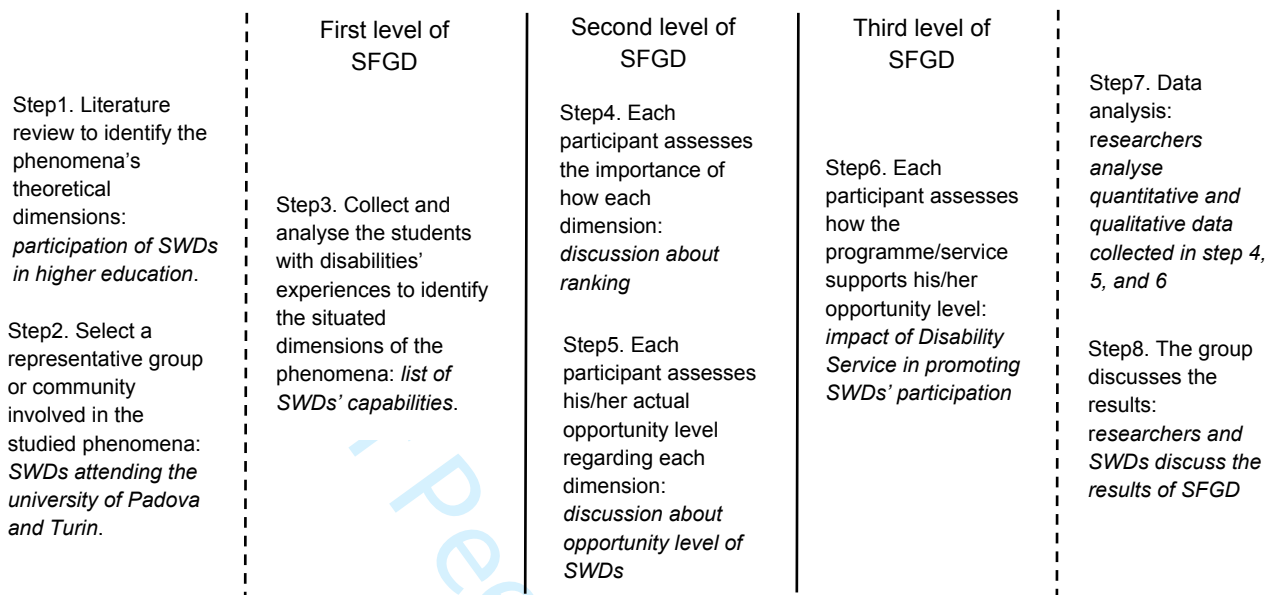 Step1. Literature
review to identify the
phenomena's
theoretical
dimensions:
participation of SWDs
in higher education.
Step2. Select a
representative group
or community
involved in the
studied phenomena:
SWDs attending the
university of Padova
and Turin.
First level of
SFGD
Step3. Collect and
analyse the students
with disabilities'
experiences to identify
the situated
dimensions of the
phenomena: list of
SWDs' capabilities.
Second level of
SFGD
Step4. Each
participant assesses
the importance of
how each
dimension:
discussion about
ranking
Step5. Each
participant assesses
his/her actual
opportunity level
regarding each
dimension:
discussion about
opportunity level of
SWDs
Third level of
SFGD
Step6. Each
participant assesses
how the
programme/service
supports his/her
opportunity level:
impact of Disability
Service in promoting
SWDs' participation
Step7. Data
analysis:
researchers
analyse
quantitative and
qualitative data
collected in step 4,
5, and 6
Step8. The group
discusses the
results:
researchers and
SWDs discuss the
results of SFGD